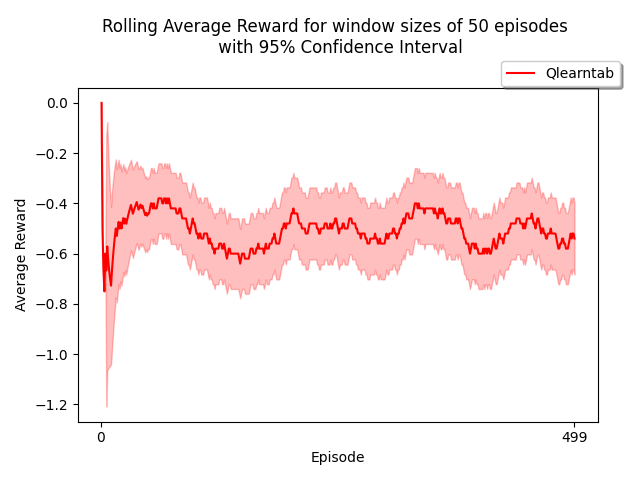 Rolling Average Reward for window sizes of 50 episodes
with 95% Confidence Interval
Qlearntab
0.0
−0.2
−0.4
−0.6
−0.8
−1.0
−1.2
Average Reward
0
499
Episode